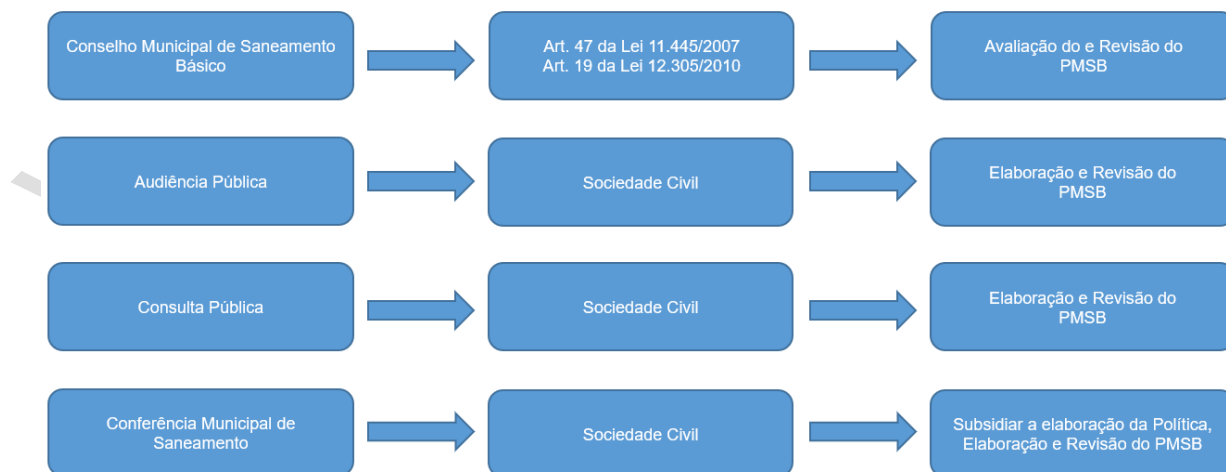 Conselho Municipal de Saneamento
Básico
Art. 47 da Lei 11.445/2007
Art. 19 da Lei 12.305/2010
Avaliação do e Revisão do
PMSB
Audiência Pública
Sociedade Civil
Elaboração e Revisão do
PMSB
Consulta Pública
Sociedade Civil
Elaboração e Revisão do
PMSB
Conferência Municipal de
Saneamento
Sociedade Civil
Subsidiar a elaboração da Política,
Elaboração e Revisão do PMSB